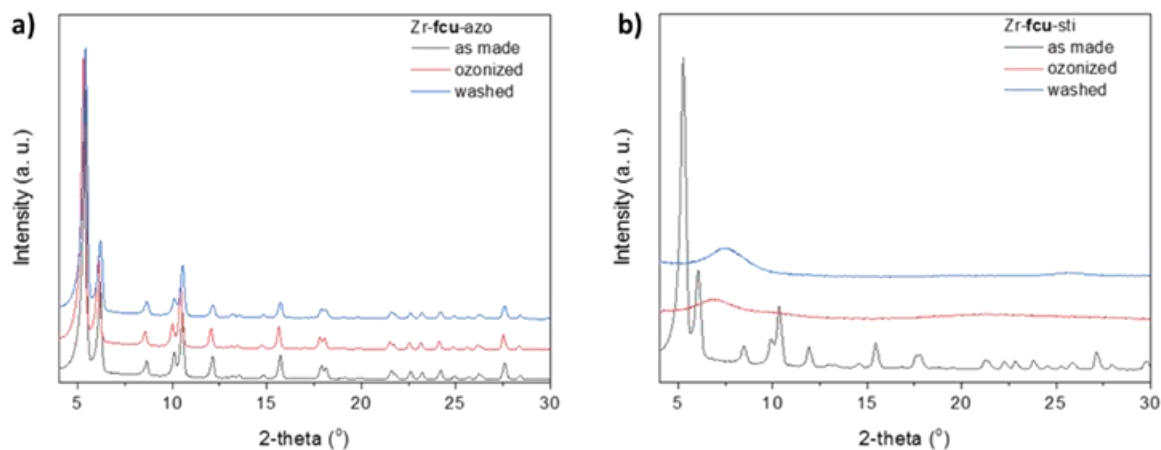 a)
Zr-fcu-azo
as made
ozonized
washed
Intensity (a. u.)
5 10 15 20 25 30
2-theta (°)
b)
Zr-fcu-sti
as made
ozonized
washed
Intensity (a. u.)
5 10 15 20 25 30
2-theta (°)